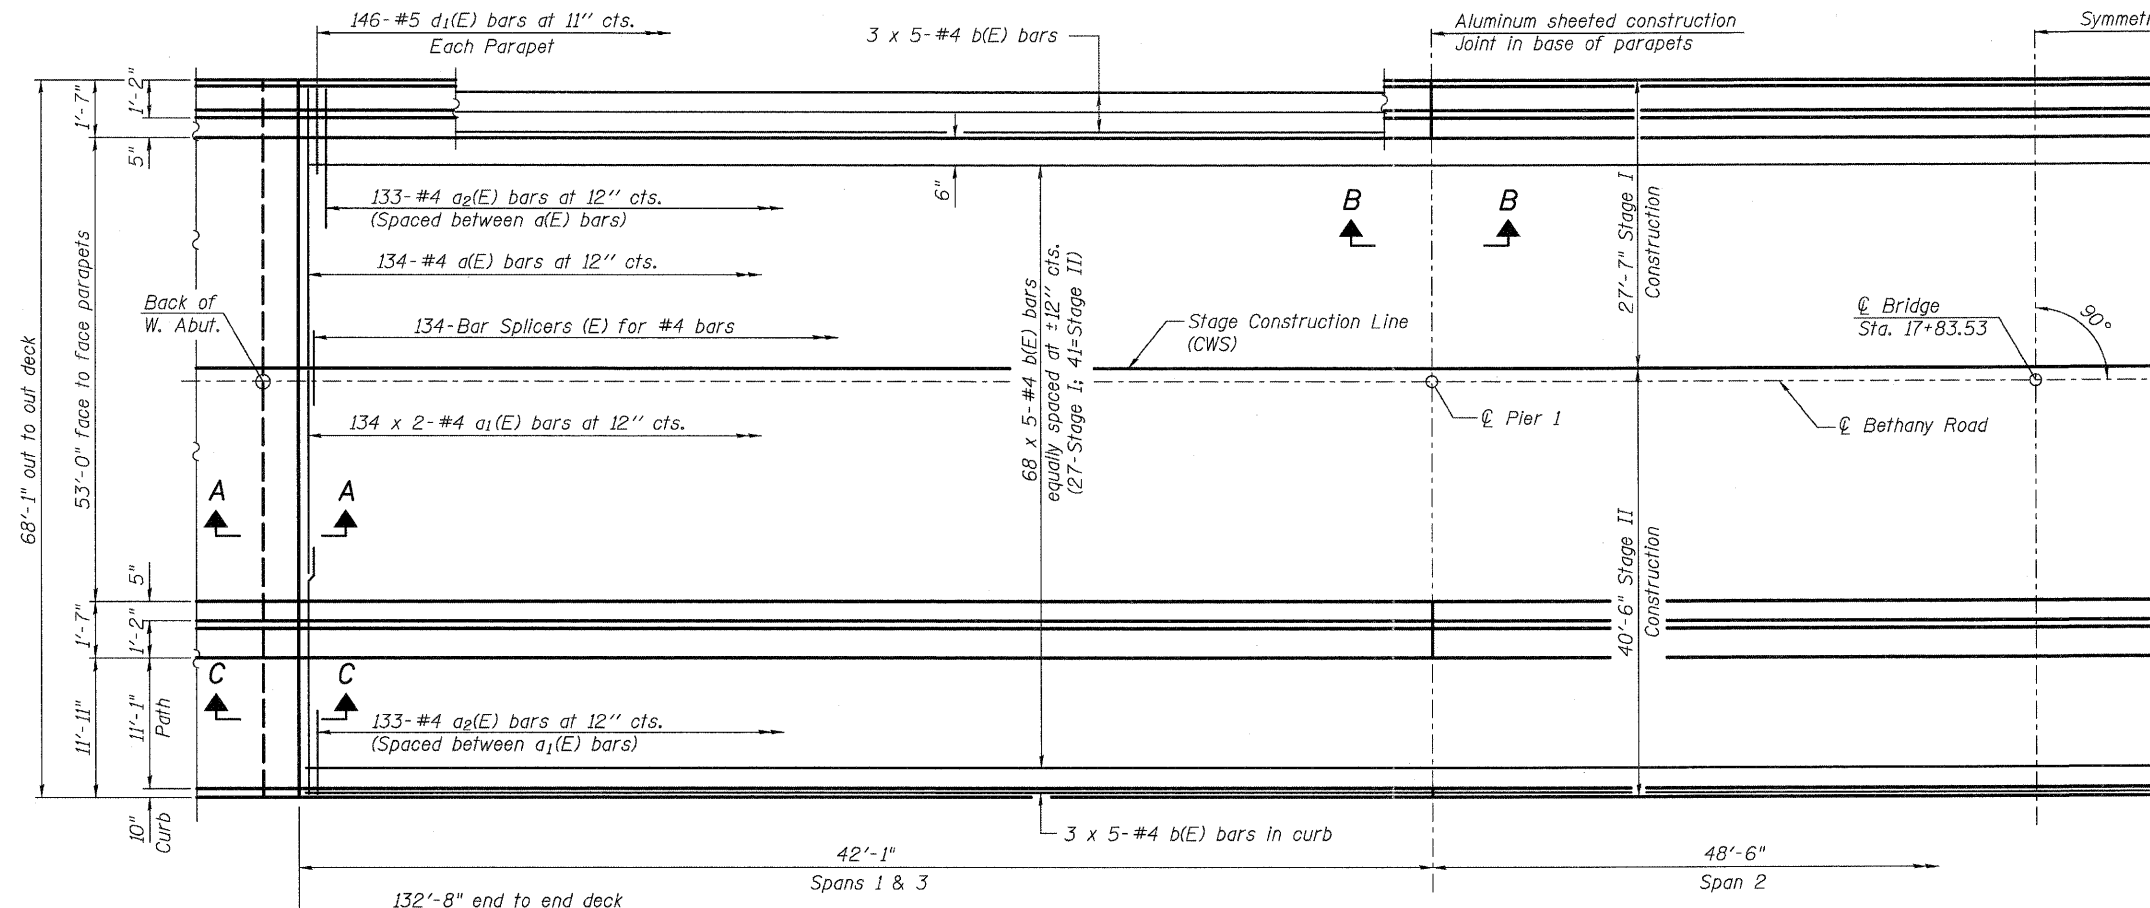 146-#5 d1(E) bars at 11" cts.
Each Parapet
3 x 5-#4 b(E) bars
Aluminum sheeted construction
Joint in base of parapets
Symmetri
1'-7"
1'-2"
5"
6"
133-#4 a2(E) bars at 12" cts.
(Spaced between a(E) bars)
134-#4 a(E) bars at 12" cts.
B
B
27'-7" Stage I
Construction
68'-1" out to out deck
53'-0" face to face parapets
Back of
W. Abut.
134-Bar Splicers (E) for #4 bars
68 x 5-#4 b(E) bars
equally spaced at ±12" cts.
(27-Stage I; 41=Stage II)
Stage Construction Line
(CWS)
℄ Bridge
Sta. 17+83.53
90°
134 x 2-#4 a1(E) bars at 12" cts.
℄ Pier 1
℄ Bethany Road
A
A
40'-6" Stage II
Construction
5"
1'-7"
1'-2"
C
C
11'-11"
11'-1"
Path
133-#4 a2(E) bars at 12" cts.
(Spaced between a1(E) bars)
10"
Curb
3 x 5-#4 b(E) bars in curb
42'-1"
Spans 1 & 3
48'-6"
Span 2
132'-8" end to end deck